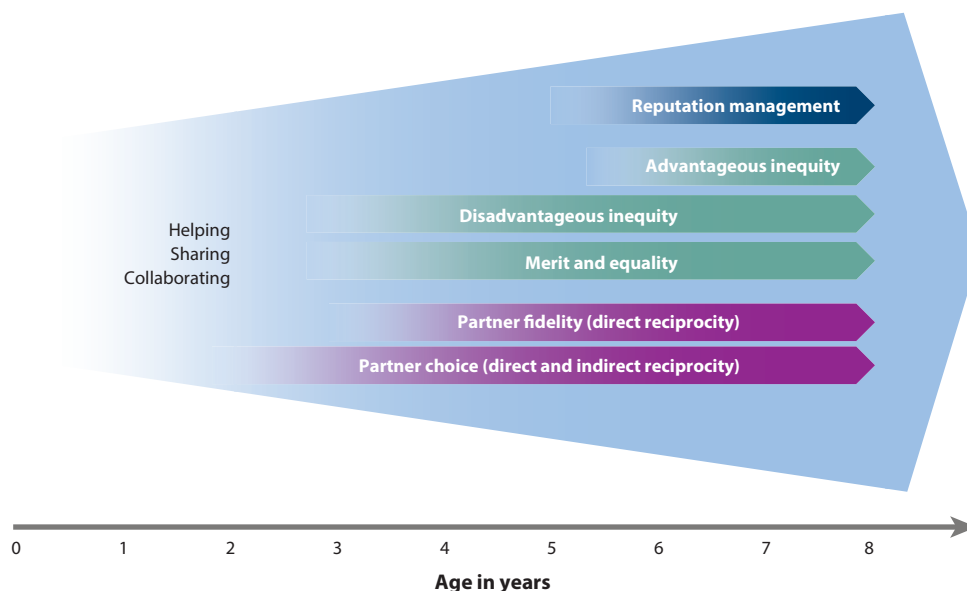 Reputation management
Advantageous inequity
Disadvantageous inequity
Helping
Sharing
Collaborating
Merit and equality
Partner fidelity (direct reciprocity)
Partner choice (direct and indirect reciprocity)
0 1 2 3 4 5 6 7 8
Age in years